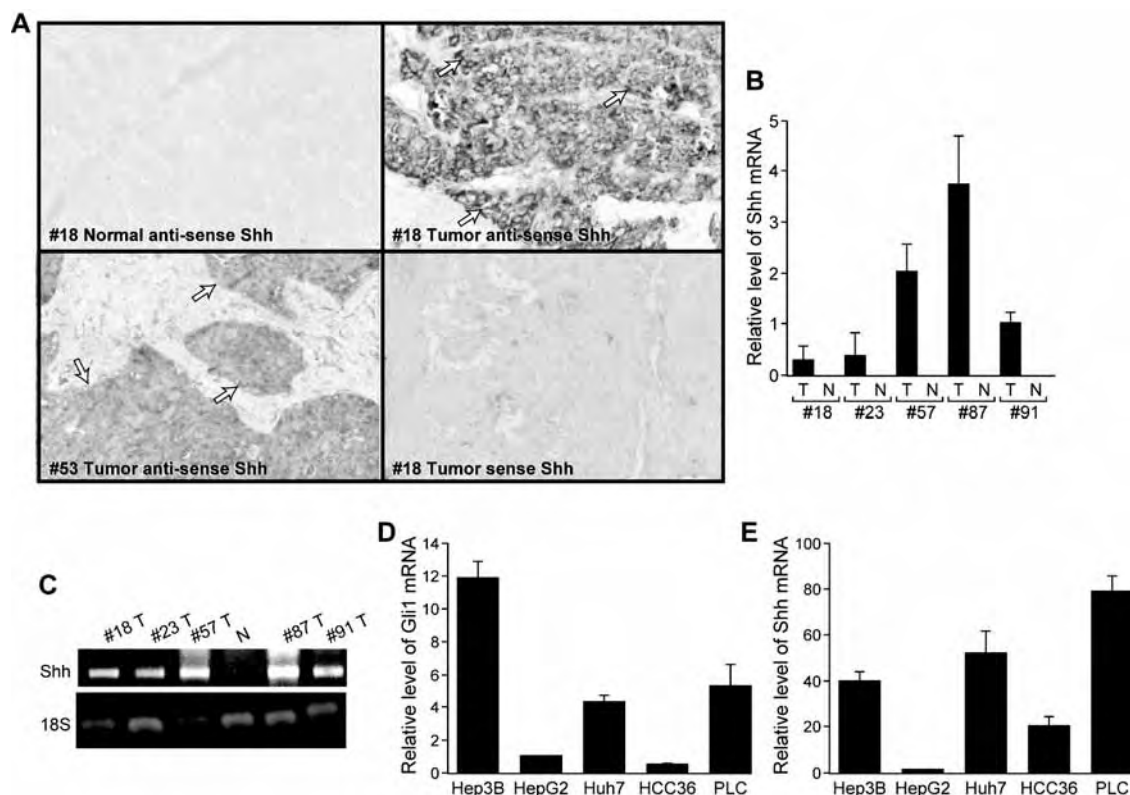 A
#18 Normal anti-sense Shh
#18 Tumor anti-sense Shh
#53 Tumor anti-sense Shh
#18 Tumor sense Shh
B
Relative level of Shh mRNA
5
4
3
2
1
0
T N T N T N T N T N
#18 #23 #57 #87 #91
C
#18 T #23 T #57 T N #87 T #91 T
Shh
18S
D
Relative level of Gli1 mRNA
14
12
10
8
6
4
2
0
Hep3B HepG2 Huh7 HCC36 PLC
E
Relative level of Shh mRNA
100
80
60
40
20
0
Hep3B HepG2 Huh7 HCC36 PLC